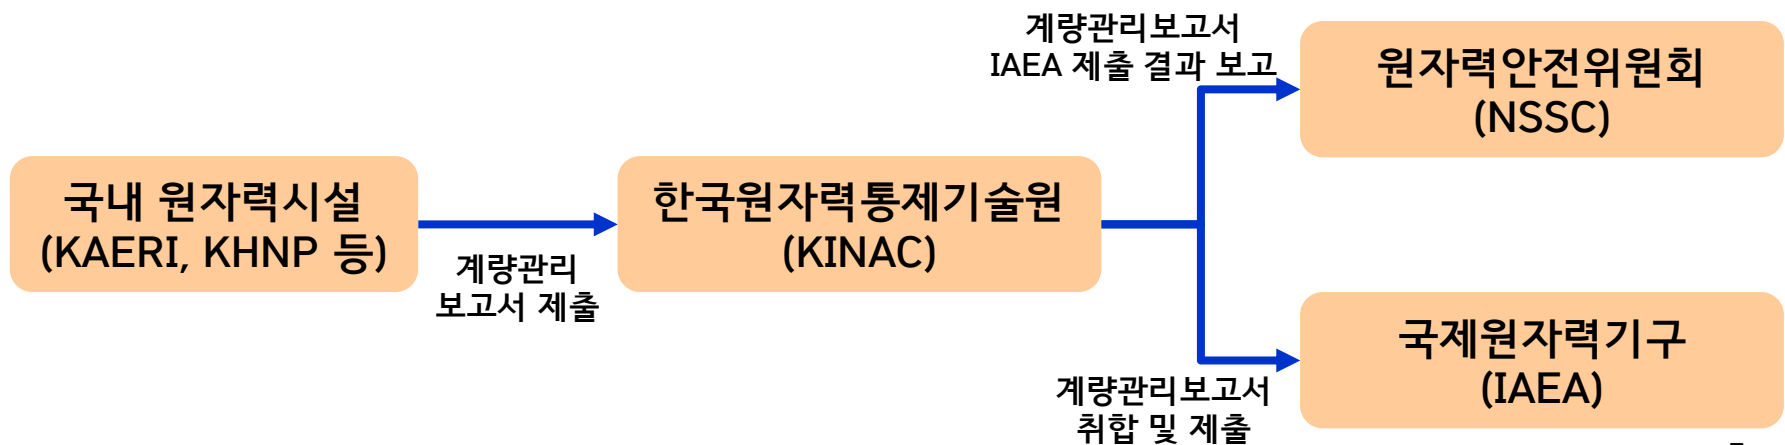 국내 원자력시설
(KAERI, KHNP 등)
계량관리
보고서 제출
한국원자력통제기술원
(KINAC)
계량관리보고서
IAEA 제출 결과 보고
원자력안전위원회
(NSSC)
계량관리보고서
취합 및 제출
국제원자력기구
(IAEA)